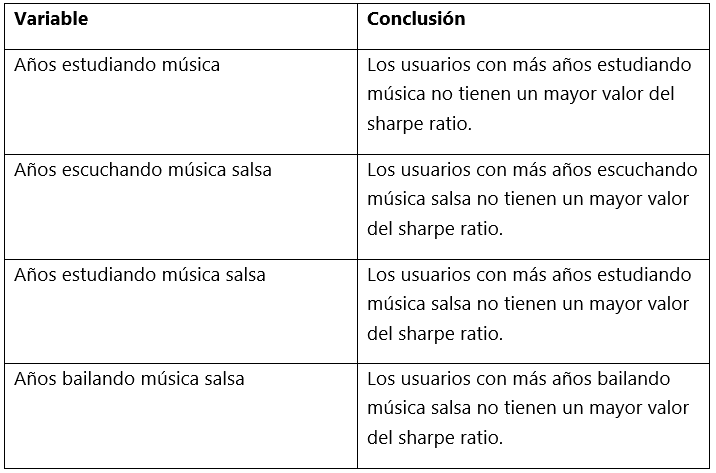 Variable
Conclusión
Años estudiando música
Los usuarios con más años estudiando
música no tienen un mayor valor del
sharpe ratio.
Años escuchando música salsa
Los usuarios con más años escuchando
música salsa no tienen un mayor valor
del sharpe ratio.
Años estudiando música salsa
Los usuarios con más años estudiando
música salsa no tienen un mayor valor
del sharpe ratio.
Años bailando música salsa
Los usuarios con más años bailando
música salsa no tienen un mayor valor
del sharpe ratio.